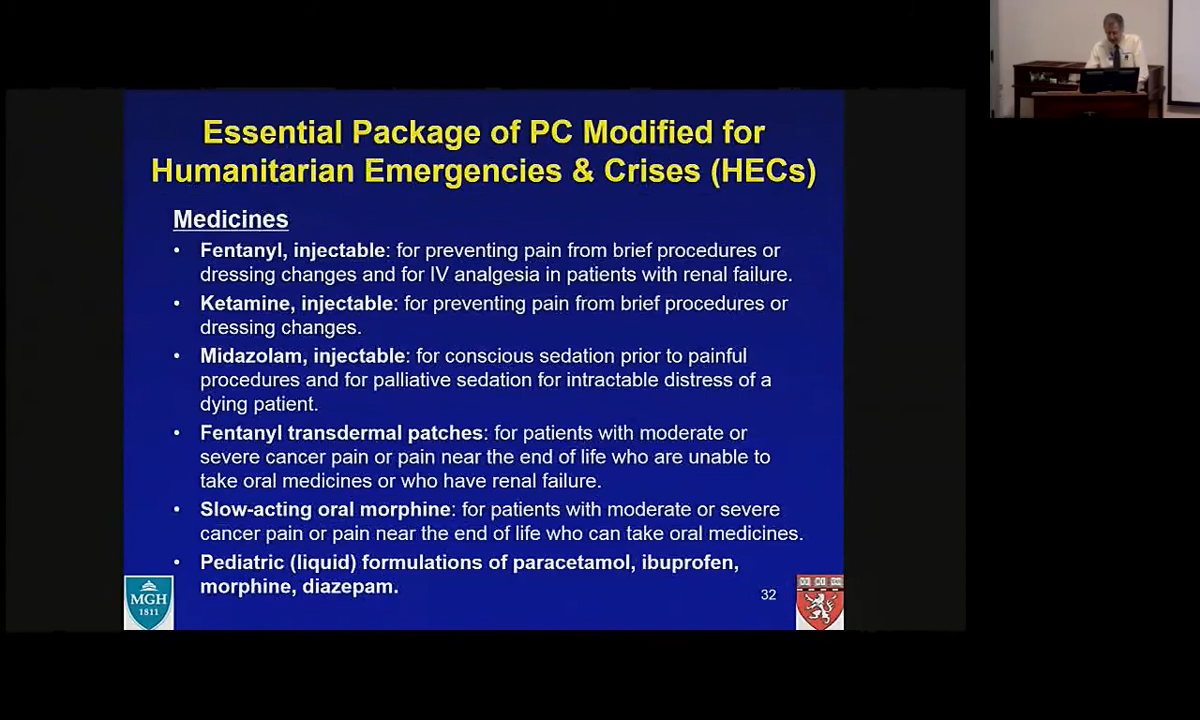 Essential Package of PC Modified for
Humanitarian Emergencies & Crises (HECs)
Medicines
• Fentanyl, injectable: for preventing pain from brief procedures or
dressing changes and for IV analgesia in patients with renal failure.
• Ketamine, injectable: for preventing pain from brief procedures or
dressing changes.
• Midazolam, injectable: for conscious sedation prior to painful
procedures and for palliative sedation for intractable distress of a
dying patient.
• Fentanyl transdermal patches: for patients with moderate or
severe cancer pain or pain near the end of life who are unable to
take oral medicines or who have renal failure.
• Slow-acting oral morphine: for patients with moderate or severe
cancer pain or pain near the end of life who can take oral medicines.
• Pediatric (liquid) formulations of paracetamol, ibuprofen,
morphine, diazepam.
MGH
1811
32